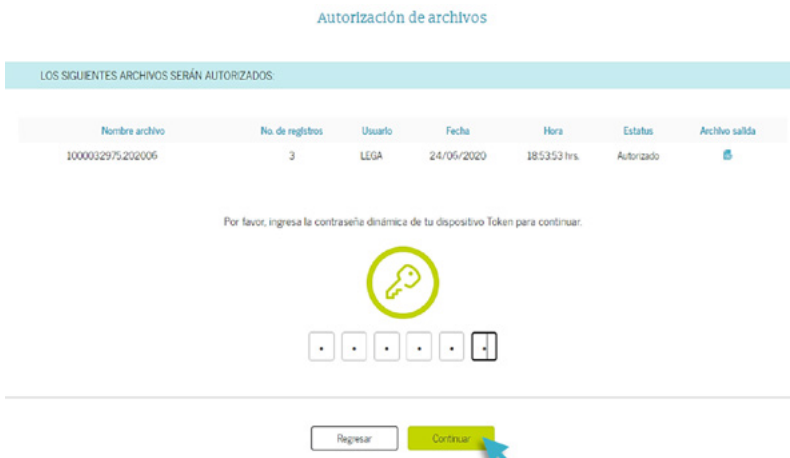 Autorización de archivos
LOS SIGUIENTES ARCHIVOS SERÁN AUTORIZADOS:
Nombre archivo No. de registros Usuario Fecha Hora Estatus Archivo salida
1000032975.202006 3 LEGA 24/06/2020 18:53:53 hrs. Autorizado
Por favor, ingresa la contraseña dinámica de tu dispositivo Token para continuar.
Regresar Continuar